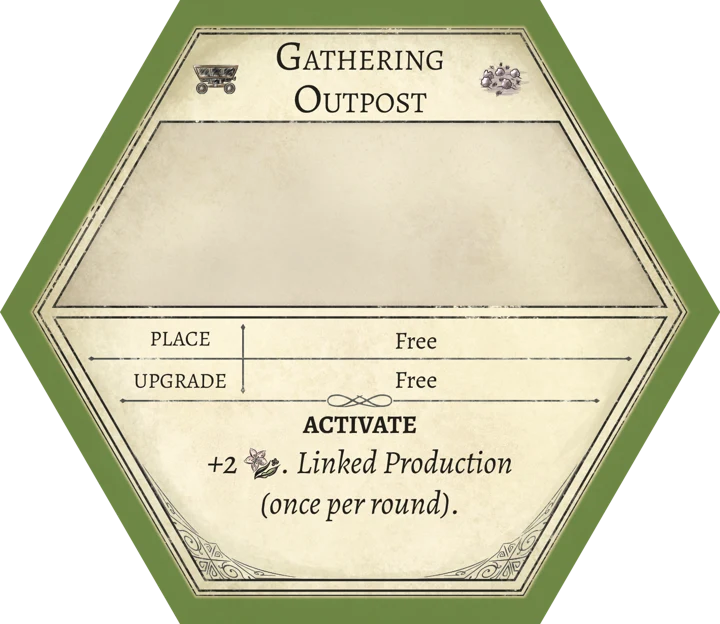 Gathering
Outpost
PLACE Free
UPGRADE Free
ACTIVATE
+2 . Linked Production
(once per round).